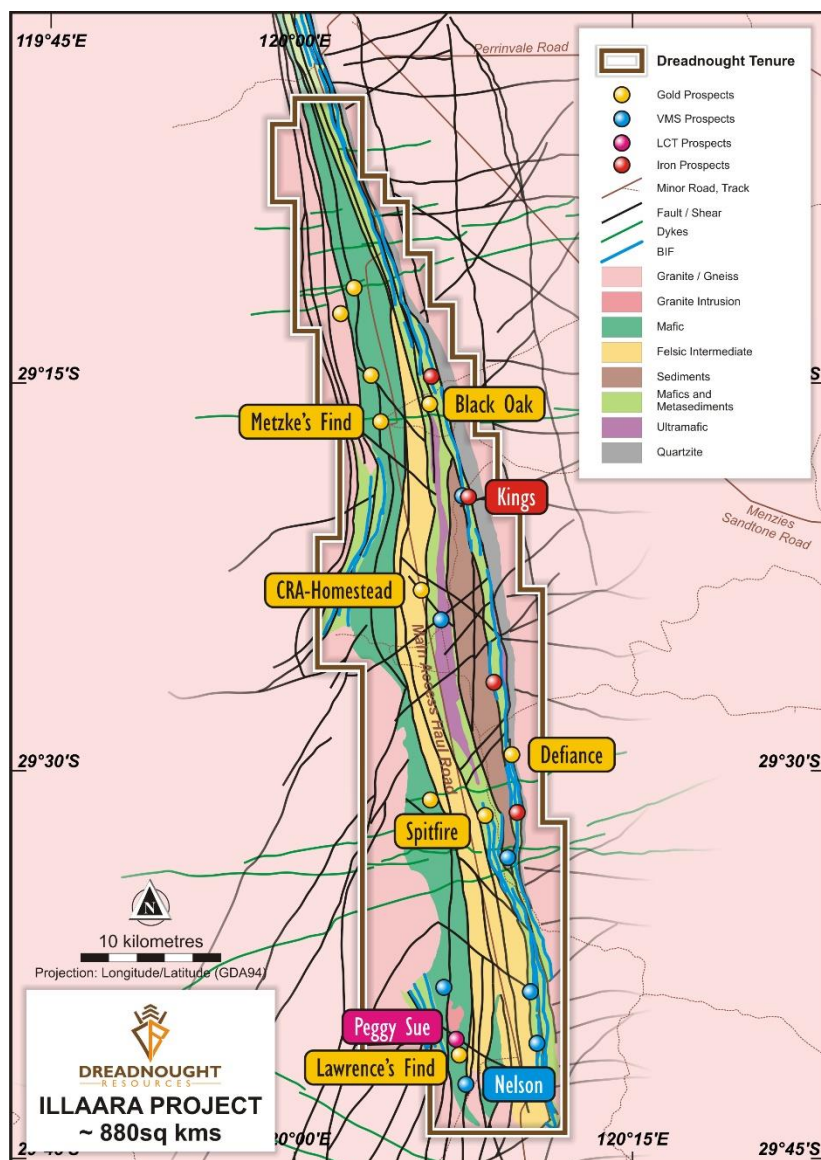 119°45'E
120°00'E
Perrinvale Road
Dreadnought Tenure
Gold Prospects
VMS Prospects
LCT Prospects
Iron Prospects
Minor Road, Track
Fault / Shear
Dykes
BIF
Granite / Gneiss
Granite Intrusion
Mafic
Felsic Intermediate
Sediments
Mafics and
Metasediments
Ultramafic
Quartzite
29°15'S
Black Oak
Metzke's Find
Kings
Menzies
Sandtone Road
CRA-Homestead
Main Access Haul Road
Defiance
29°30'S
29°30'S
Spitfire
N
10 kilometres
Projection: Longitude/Latitude (GDA94)
Peggy Sue
Lawrence's Find
Nelson
DREADNOUGHT
RESOURCES
ILLAARA PROJECT
~ 880sq kms
120°15'E
29°45'S